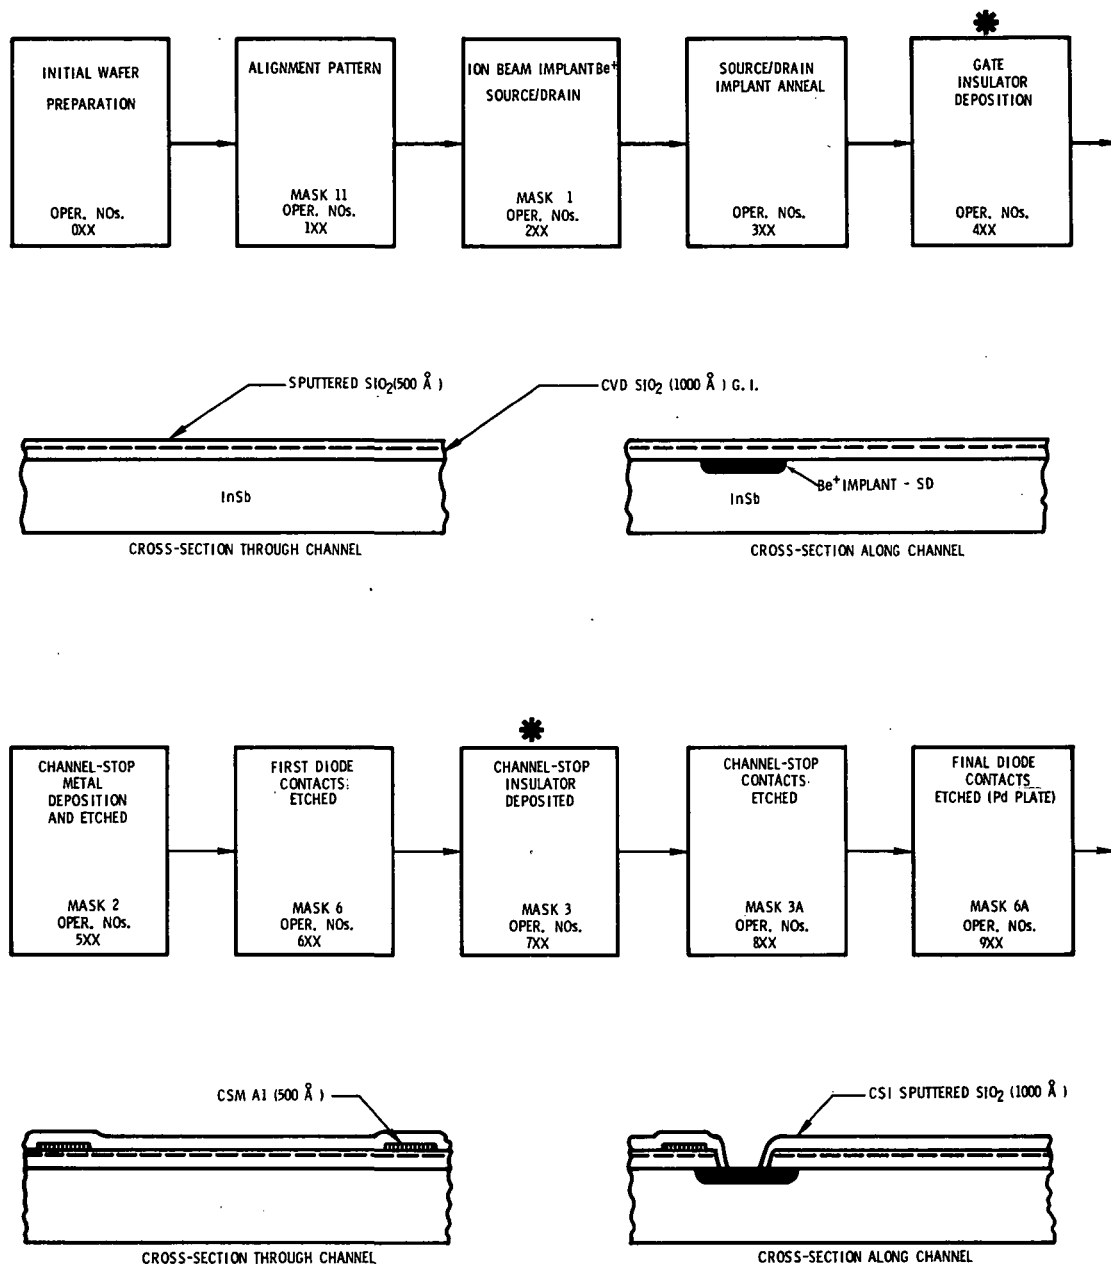 INITIAL WAFER
PREPARATION
OPER. NOs.
0XX
ALIGNMENT PATTERN
MASK 11
OPER. NOs.
1XX
ION BEAM IMPLANT Be+
SOURCE/DRAIN
MASK 1
OPER. NOs.
2XX
SOURCE/DRAIN
IMPLANT ANNEAL
OPER. NOs.
3XX
*
GATE
INSULATOR
DEPOSITION
OPER. NOs.
4XX
SPUTTERED SIO2(500 Å)
CVD SIO2 (1000 Å) G. I.
InSb
CROSS-SECTION THROUGH CHANNEL
Be+ IMPLANT - SD
InSb
CROSS-SECTION ALONG CHANNEL
CHANNEL-STOP
METAL
DEPOSITION
AND ETCHED
MASK 2
OPER. NOs.
5XX
FIRST DIODE
CONTACTS
ETCHED
MASK 6
OPER. NOs.
6XX
*
CHANNEL-STOP
INSULATOR
DEPOSITED
MASK 3
OPER. NOs.
7XX
CHANNEL-STOP
CONTACTS
ETCHED
MASK 3A
OPER. NOs.
8XX
FINAL DIODE
CONTACTS
ETCHED (Pd PLATE)
MASK 6A
OPER. NOs.
9XX
CSM A1 (500 Å)
CROSS-SECTION THROUGH CHANNEL
CSI SPUTTERED SIO2 (1000 Å)
CROSS-SECTION ALONG CHANNEL